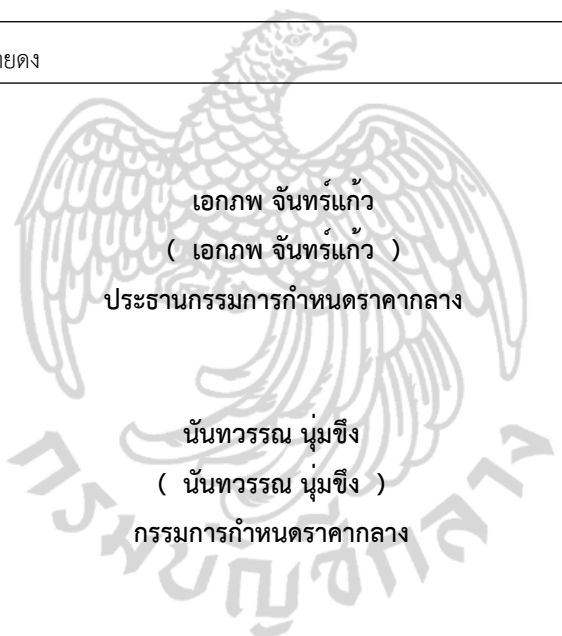 เอกภพ จันทร์แก้ว
( เอกภพ จันทร์แก้ว )
ประธานกรรมการกำหนดราคากลาง
นันทวรรณ นุ่มขึง
( นันทวรรณ นุ่มขึง )
กรรมการกำหนดราคากลาง
กรมบัญชีกลาง